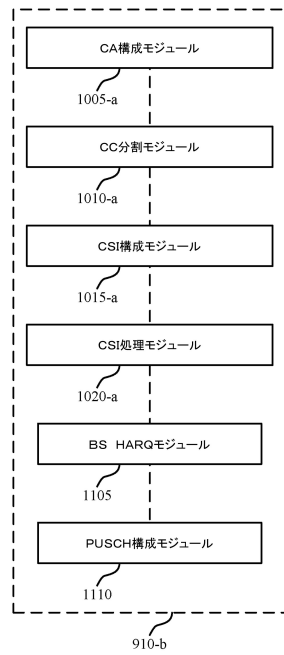 CA構成モジュール
1005-a
CC分割モジュール
1010-a
CSI構成モジュール
1015-a
CSI処理モジュール
1020-a
BS HARQモジュール
1105
PUSCH構成モジュール
1110
910-b